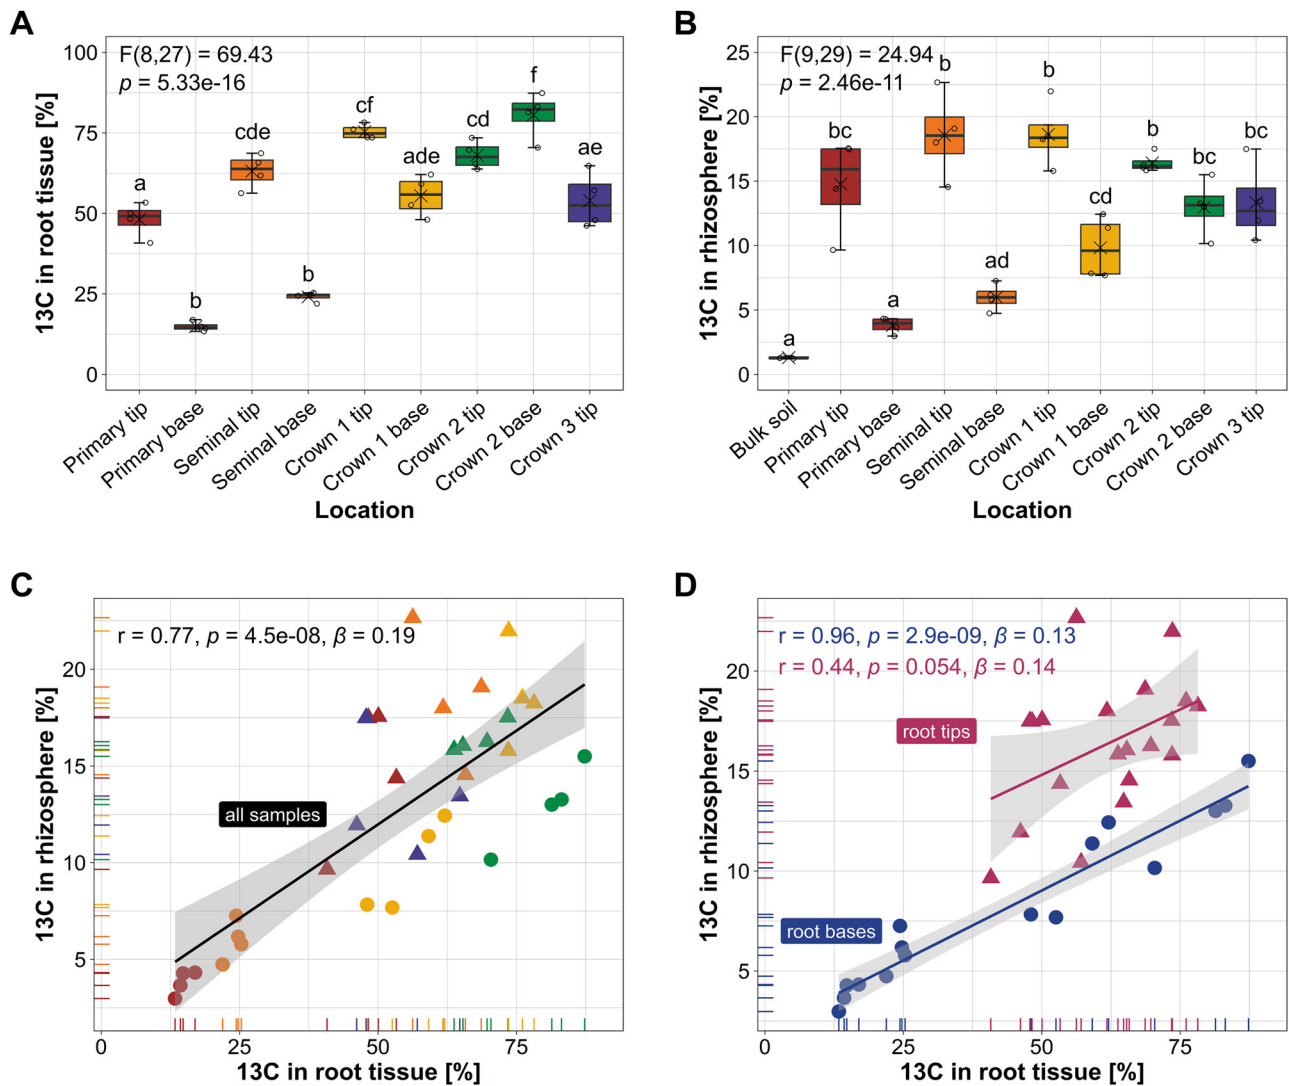 A
F(8,27) = 69.43
p = 5.33e-16
13C in root tissue [%]
100
75
50
25
0
a
b
cde
b
cf
ade
cd
f
ae
Primary tip
Primary base
Seminal tip
Seminal base
Crown 1 tip
Crown 1 base
Crown 2 tip
Crown 2 base
Crown 3 tip
Location
B
F(9,29) = 24.94
p = 2.46e-11
13C in rhizosphere [%]
25
20
15
10
5
0
a
bc
a
b
ad
b
cd
b
bc
bc
Bulk soil
Primary tip
Primary base
Seminal tip
Seminal base
Crown 1 tip
Crown 1 base
Crown 2 tip
Crown 2 base
Crown 3 tip
Location
C
r = 0.77, p = 4.5e-08, β = 0.19
13C in rhizosphere [%]
20
15
10
5
all samples
0
25
50
75
13C in root tissue [%]
D
r = 0.96, p = 2.9e-09, β = 0.13
r = 0.44, p = 0.054, β = 0.14
13C in rhizosphere [%]
20
15
10
5
root tips
root bases
0
25
50
75
13C in root tissue [%]